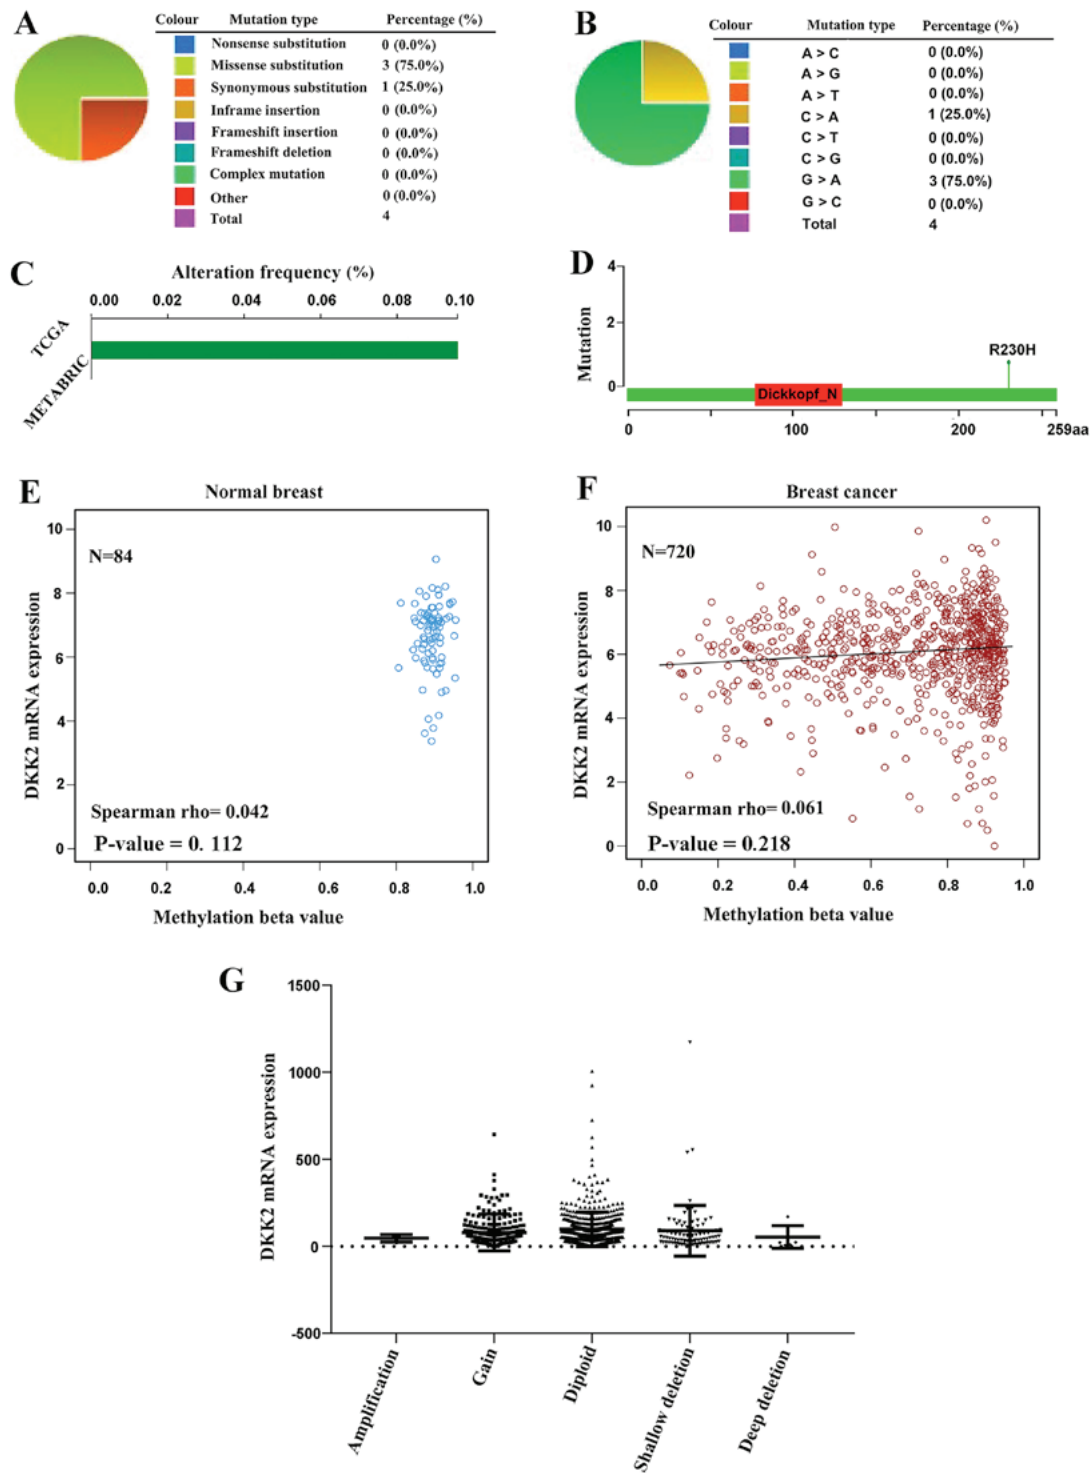 A
Colour Mutation type Percentage (%)
Nonsense substitution 0 (0.0%)
Missense substitution 3 (75.0%)
Synonymous substitution 1 (25.0%)
Inframe insertion 0 (0.0%)
Frameshift insertion 0 (0.0%)
Frameshift deletion 0 (0.0%)
Complex mutation 0 (0.0%)
Other 0 (0.0%)
Total 4
B
Colour Mutation type Percentage (%)
A > C 0 (0.0%)
A > G 0 (0.0%)
A > T 0 (0.0%)
C > A 1 (25.0%)
C > T 0 (0.0%)
C > G 0 (0.0%)
G > A 3 (75.0%)
G > C 0 (0.0%)
Total 4
C
Alteration frequency (%)
0.00 0.02 0.04 0.06 0.08 0.10
TCGA
METABRIC
D
Mutation
4
2
0
R230H
Dickkopf_N
0 100 200 259aa
E
Normal breast
N=84
DKK2 mRNA expression
10
8
6
4
2
0
Spearman rho= 0.042
P-value = 0. 112
0.0 0.2 0.4 0.6 0.8 1.0
Methylation beta value
F
Breast cancer
N=720
DKK2 mRNA expression
10
8
6
4
2
0
Spearman rho= 0.061
P-value = 0.218
0.0 0.2 0.4 0.6 0.8 1.0
Methylation beta value
G
DKK2 mRNA expression
1500
1000
500
0
-500
Amplification
Gain
Diploid
Shallow deletion
Deep deletion